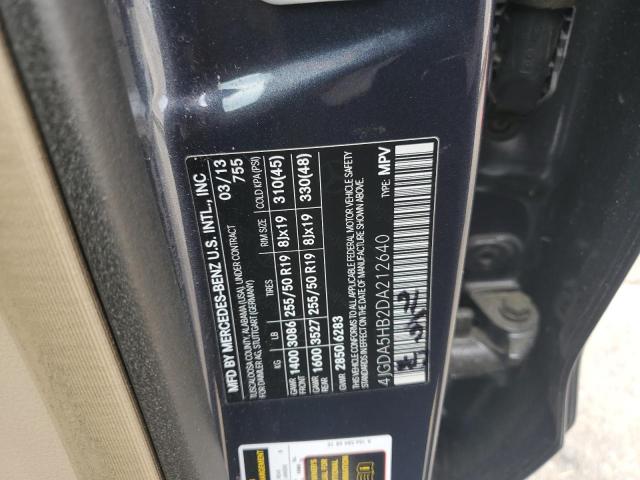 MFD BY MERCEDES-BENZ U.S. INTL., INC. 03/13
TUSCALOOSA COUNTY, ALABAMA (USA), UNDER CONTRACT 755
FOR DAIMLER AG, STUTTGART (GERMANY)
KG LB TIRES RIM SIZE COLD KPA (PSI)
GAWR FRONT 1400 3086 255/50 R19 8Jx19 310(45)
GAWR REAR 1600 3527 255/50 R19 8Jx19 330(48)
GVWR 2850 6283
THIS VEHICLE CONFORMS TO ALL APPLICABLE FEDERAL MOTOR VEHICLE SAFETY
AND THEFT PREVENTION STANDARDS IN EFFECT ON THE DATE OF MANUFACTURE SHOWN ABOVE.
4JGDA5HB2DA212640 TYPE: MPV